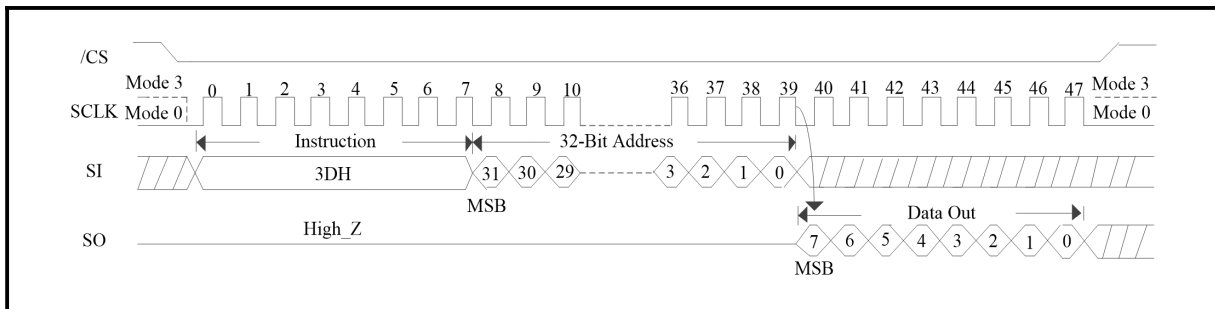 /CS
Mode 3 0 1 2 3 4 5 6 7 8 9 10 36 37 38 39 40 41 42 43 44 45 46 47 Mode 3
SCLK Mode 0 Mode 0
Instruction 32-Bit Address
SI 3DH 31 30 29 3 2 1 0
MSB
High_Z Data Out
SO 7 6 5 4 3 2 1 0
MSB